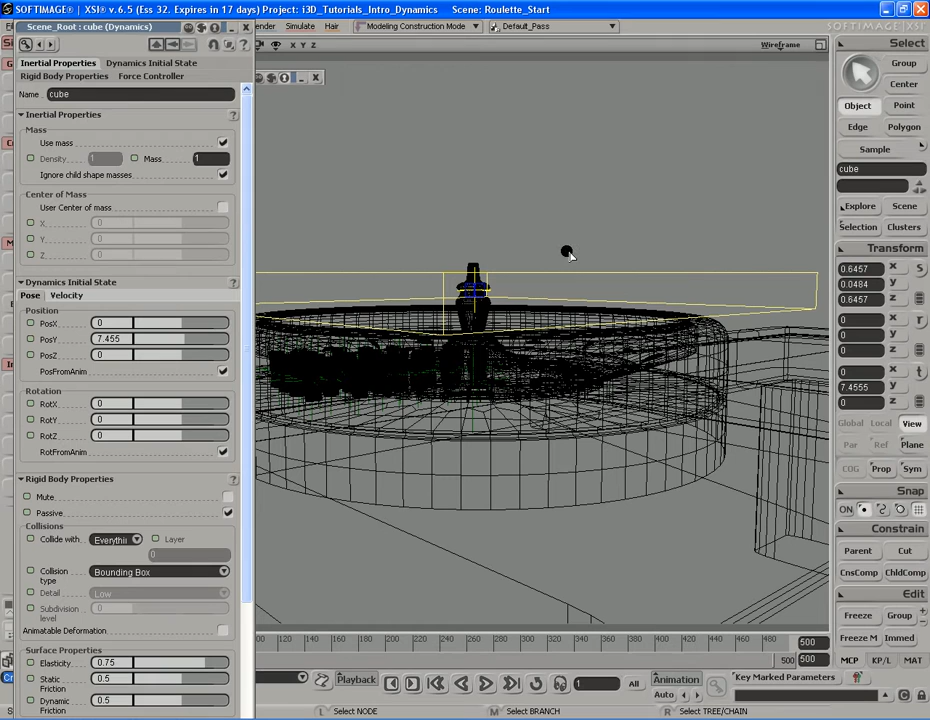 SOFTIMAGE® | XSI® v.6.5 (Ess 32. Expires in 17 days) Project: i3D_Tutorials_Intro_Dynamics Scene: Roulette_Start
Scene_Root : cube (Dynamics)
Render Simulate Hair Modeling Construction Mode Default_Pass
X Y Z Wireframe
Inertial Properties Dynamics Initial State
Rigid Body Properties Force Controller
Name cube
Inertial Properties
Mass
Use mass
Density 1 Mass 1
Ignore child shape masses
Center of Mass
User Center of mass
X 0
Y 0
Z 0
Dynamics Initial State
Pose Velocity
Position
PosX 0
PosY 7.455
PosZ 0
PosFromAnim
Rotation
RotX 0
RotY 0
RotZ 0
RotFromAnim
Rigid Body Properties
Mute
Passive
Collisions
Collide with Everythi Layer
0
Collision type Bounding Box
Detail Low
Subdivision level 0
Animatable Deformation
Surface Properties
Elasticity 0.75
Static Friction 0.5
Dynamic Friction 0.5
Select
Group
Center
Object Point
Edge Polygon
Sample
cube
Explore Scene
Selection Clusters
Transform
0.6457 x s
0.0484 y
0.6457 z
0 x r
0 y
0 z
0 x t
7.4555 y
0 z
Global Local View
Par Ref Plane
COG Prop Sym
Snap
ON
Constrain
Parent Cut
CnsComp ChldComp
Edit
Freeze Group
Freeze M Immed
MCP KP/L MAT
120 140 160 180 200 220 240 260 280 300 320 340 360 380 400 420 440 460 480 500
500 500
Playback 1 All Animation Key Marked Parameters
Auto
L Select NODE M Select BRANCH R Select TREE/CHAIN